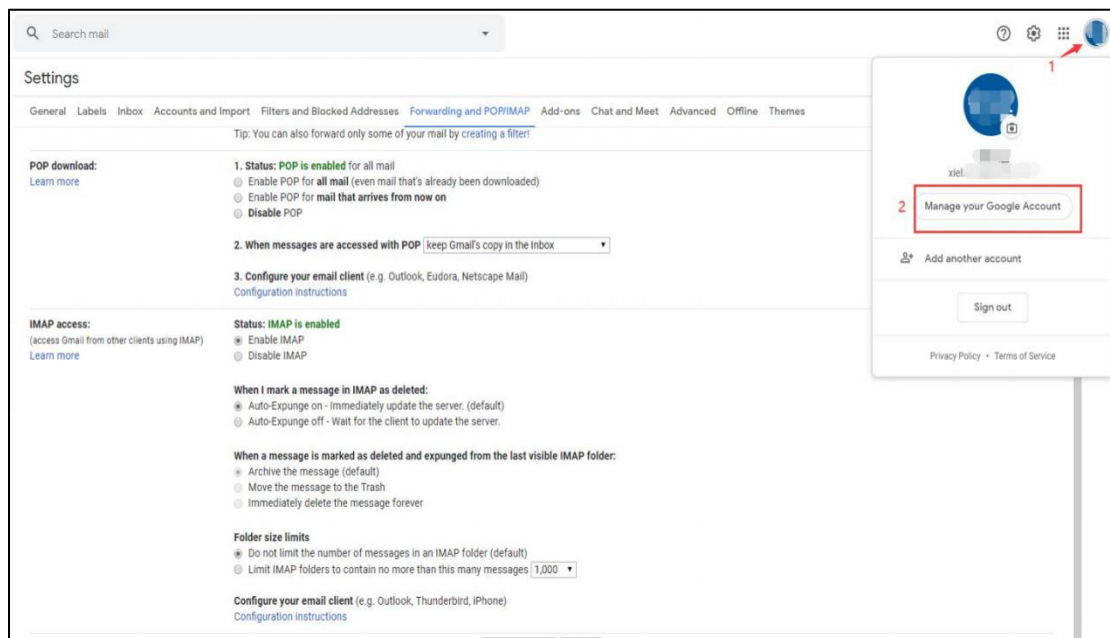 Search mail
1
Settings
General Labels Inbox Accounts and Import Filters and Blocked Addresses Forwarding and POP/IMAP Add-ons Chat and Meet Advanced Offline Themes
Tip: You can also forward only some of your mail by creating a filter!
POP download:
Learn more
1. Status: POP is enabled for all mail
Enable POP for all mail (even mail that's already been downloaded)
Enable POP for mail that arrives from now on
Disable POP
2. When messages are accessed with POP keep Gmail's copy in the Inbox
3. Configure your email client (e.g. Outlook, Eudora, Netscape Mail)
Configuration instructions
IMAP access:
(access Gmail from other clients using IMAP)
Learn more
Status: IMAP is enabled
Enable IMAP
Disable IMAP
When I mark a message in IMAP as deleted:
Auto-Expunge on - Immediately update the server. (default)
Auto-Expunge off - Wait for the client to update the server.
When a message is marked as deleted and expunged from the last visible IMAP folder:
Archive the message (default)
Move the message to the Trash
Immediately delete the message forever
Folder size limits
Do not limit the number of messages in an IMAP folder (default)
Limit IMAP folders to contain no more than this many messages 1,000
Configure your email client (e.g. Outlook, Thunderbird, iPhone)
Configuration instructions
xiel.
2 Manage your Google Account
Add another account
Sign out
Privacy Policy • Terms of Service